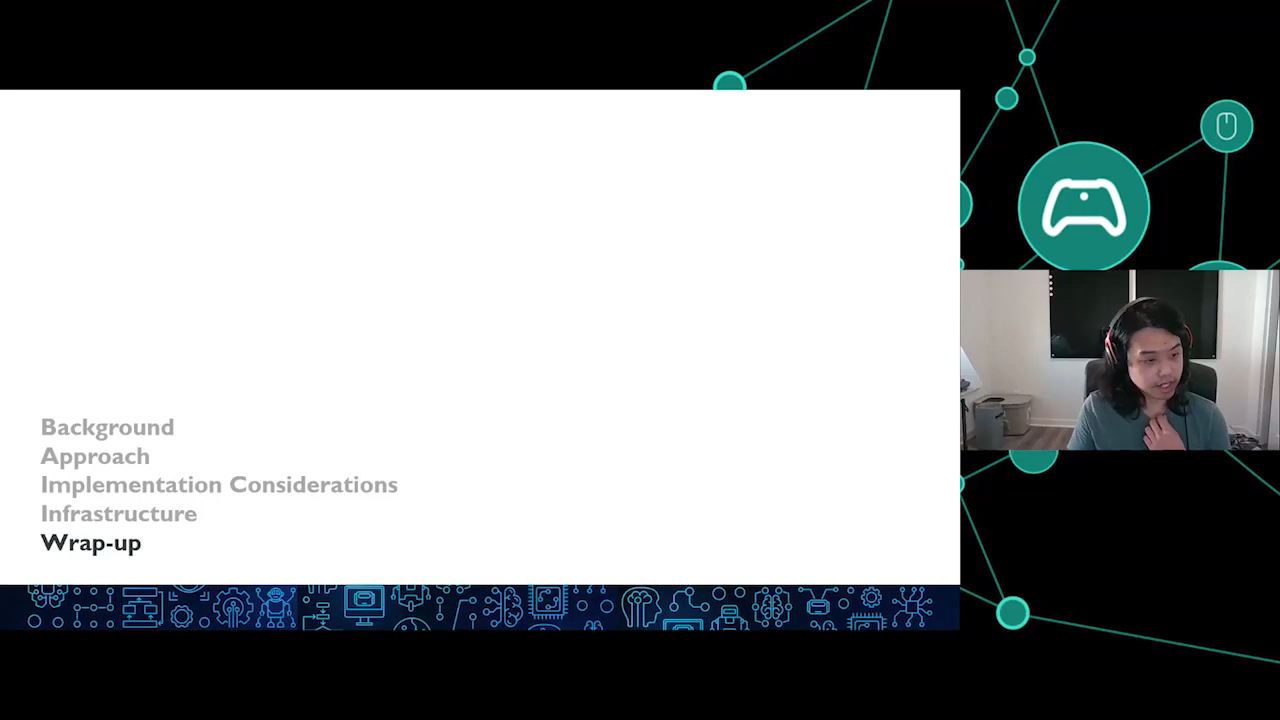 Background
Approach
Implementation Considerations
Infrastructure
Wrap-up